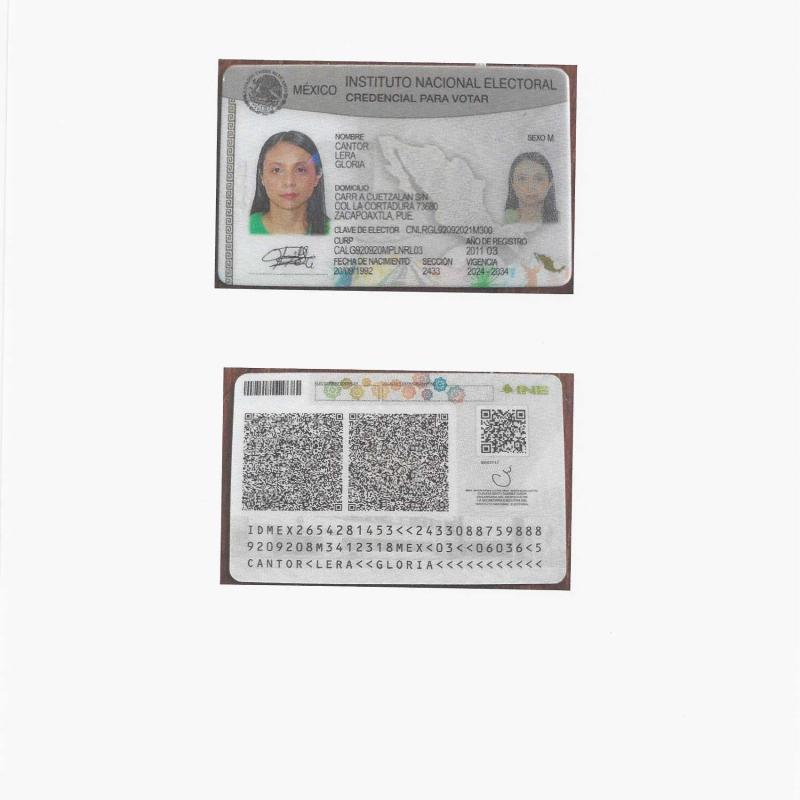 MÉXICO
INSTITUTO NACIONAL ELECTORAL
CREDENCIAL PARA VOTAR
NOMBRE
CANTOR
LERA
GLORIA
SEXO M
DOMICILIO
CARR A CUETZALAN S/N
COL LA CORTADURA 73680
ZACAPOAXTLA, PUE.
CLAVE DE ELECTOR CNLRGL92092021M300
CURP
CALG920920MPLNRL03
AÑO DE REGISTRO
2011 03
FECHA DE NACIMIENTO
20/09/1992
SECCIÓN
2433
VIGENCIA
2024 - 2034
INE
IDMEX2654281453<<2433088759888
9209208M3412318MEX<03<<06036<5
CANTOR<LERA<<GLORIA<<<<<<<<<<<